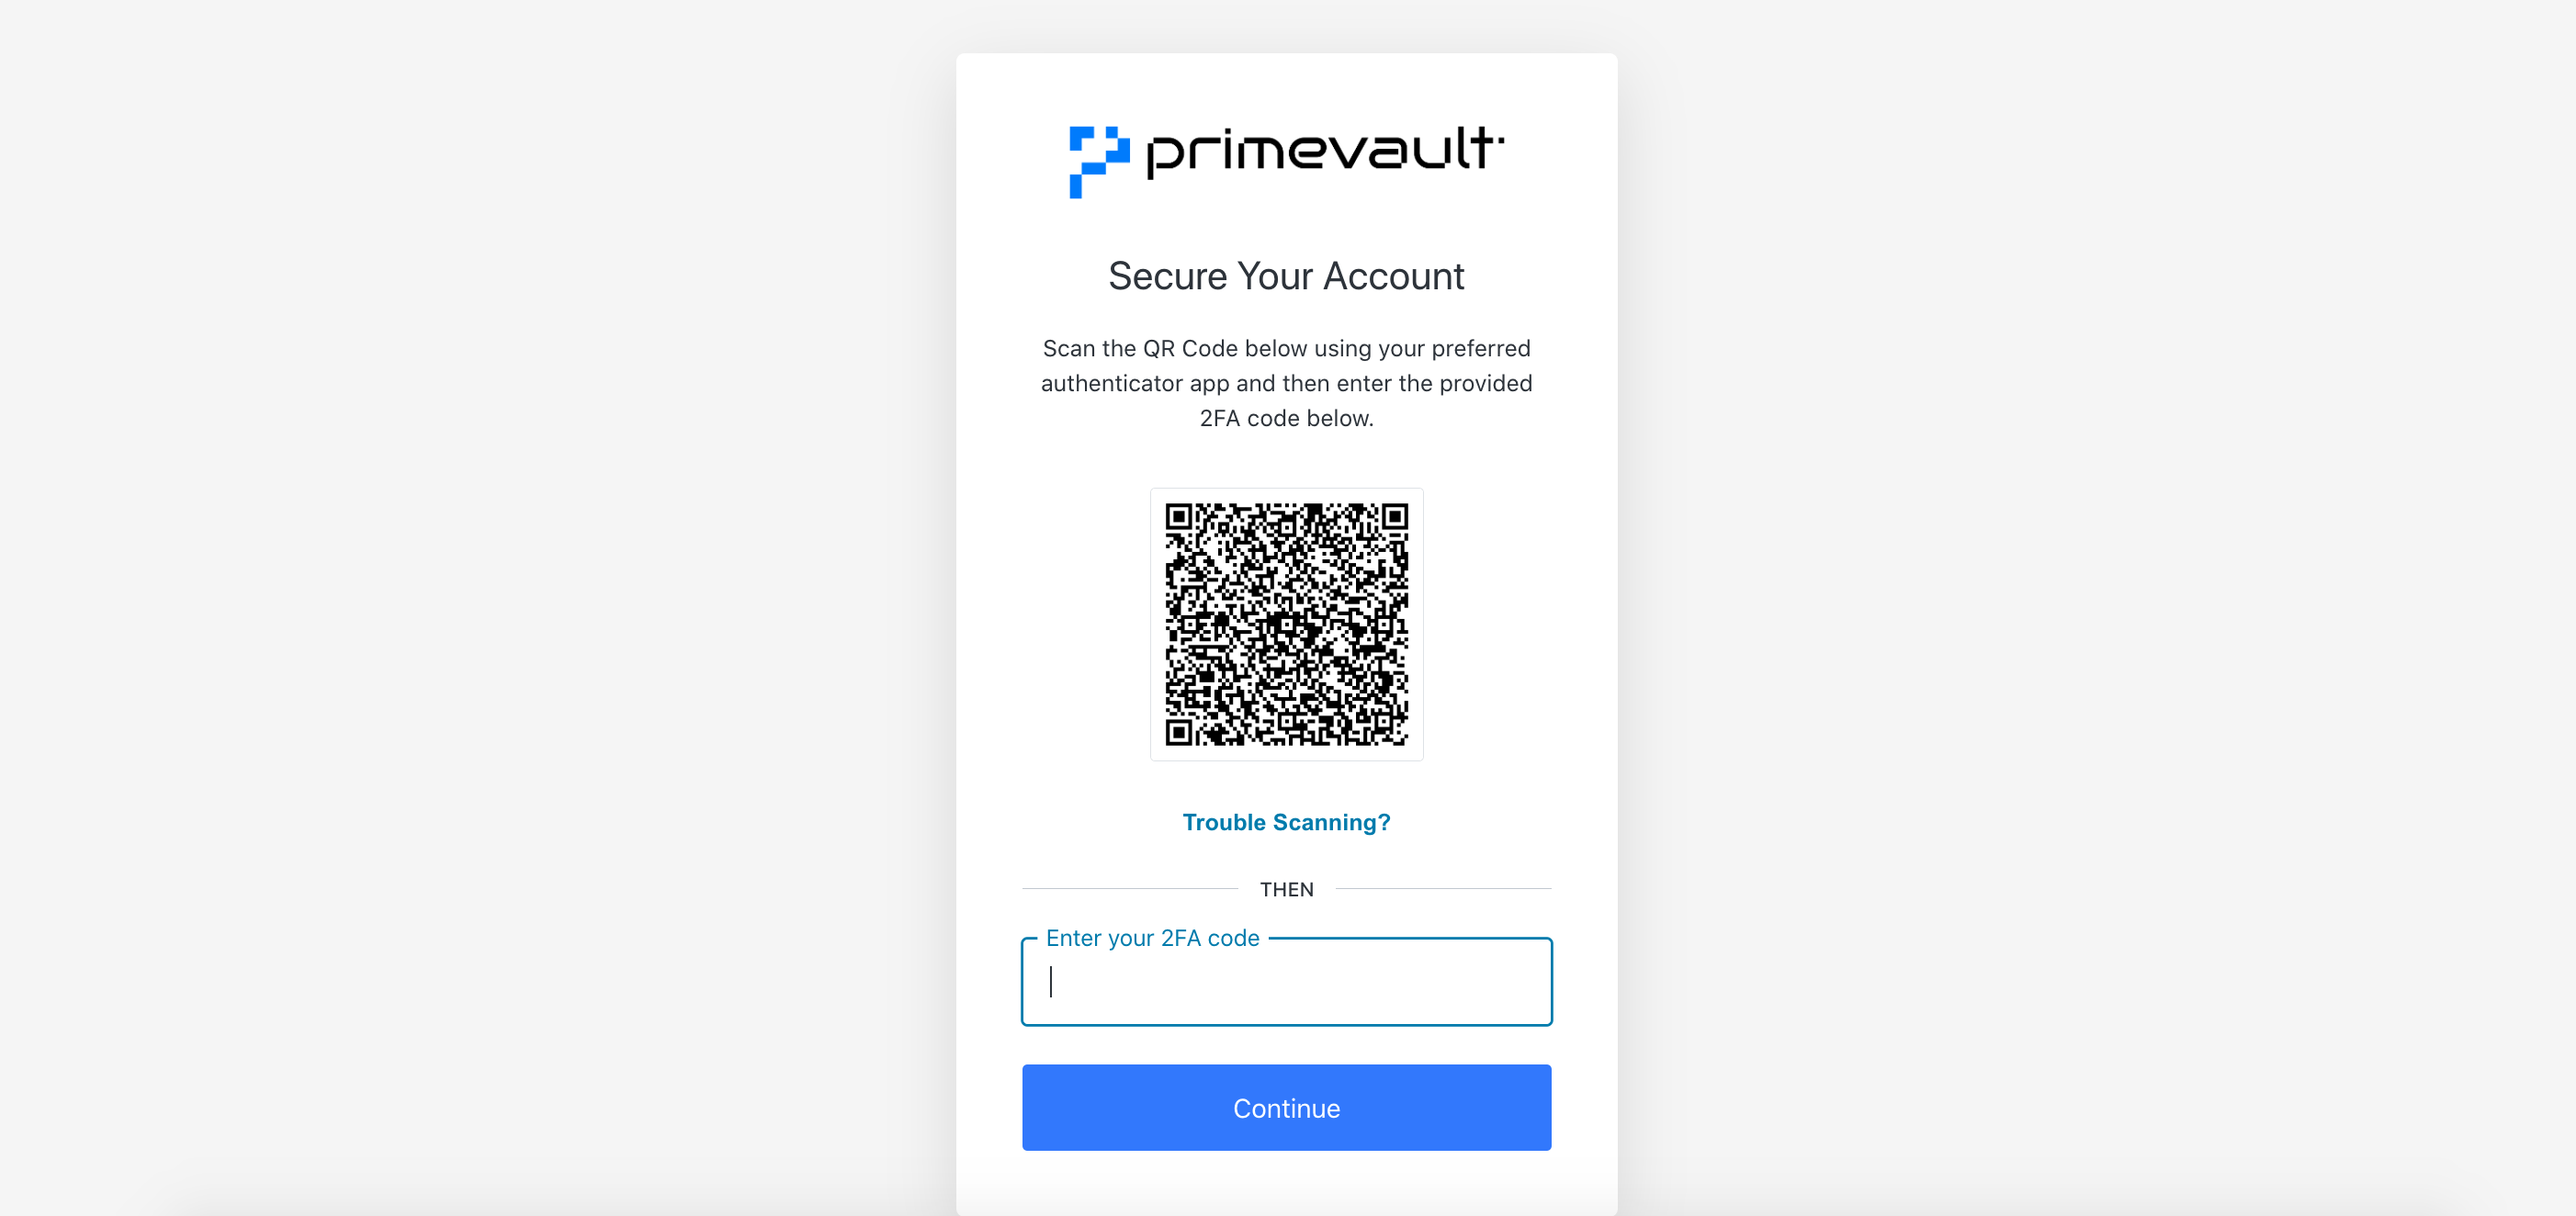 primevault
Secure Your Account
Scan the QR Code below using your preferred
authenticator app and then enter the provided
2FA code below.
Trouble Scanning?
THEN
Enter your 2FA code
Continue